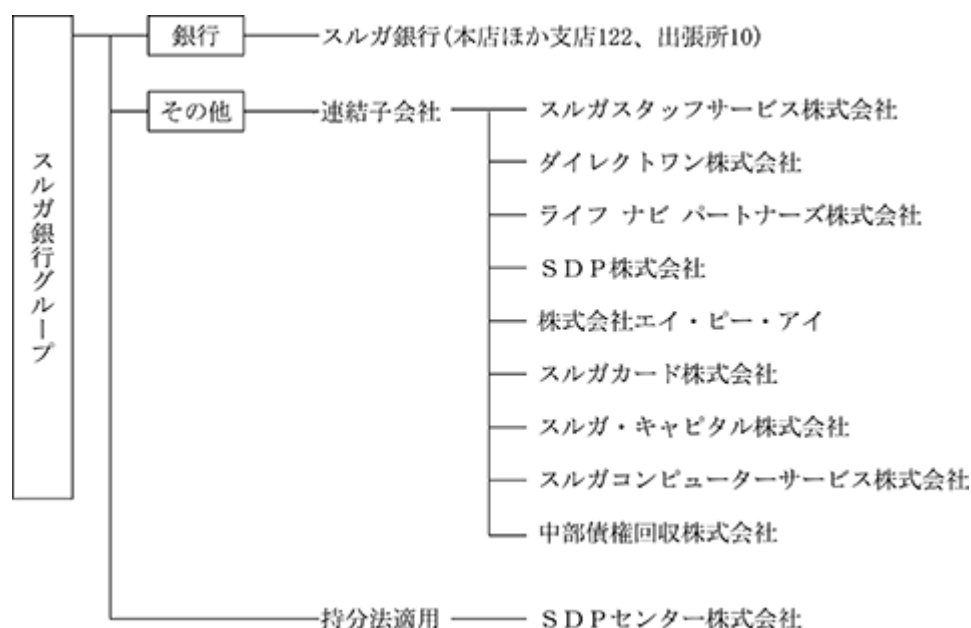 スルガ銀行グループ
銀行
スルガ銀行(本店ほか支店122、出張所10)
その他
連結子会社
スルガスタッフサービス株式会社
ダイレクトワン株式会社
ライフ ナビ パートナーズ株式会社
ＳＤＰ株式会社
株式会社エイ・ピー・アイ
スルガカード株式会社
スルガ・キャピタル株式会社
スルガコンピューターサービス株式会社
中部債権回収株式会社
持分法適用
ＳＤＰセンター株式会社